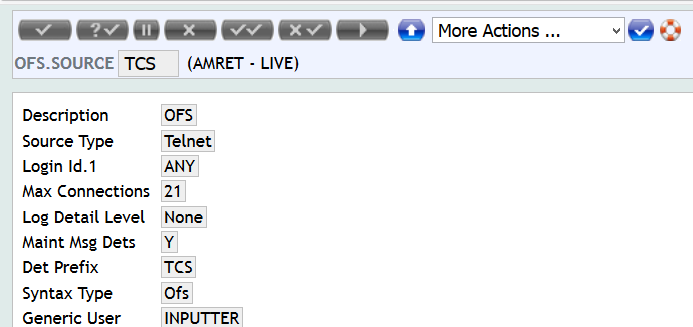 More Actions ...
OFS.SOURCE TCS (AMRET - LIVE)
Description OFS
Source Type Telnet
Login Id.1 ANY
Max Connections 21
Log Detail Level None
Maint Msg Dets Y
Det Prefix TCS
Syntax Type Ofs
Generic User INPUTTER